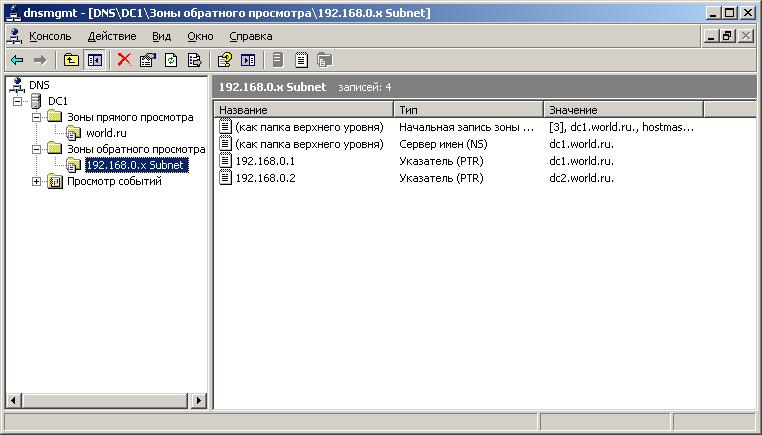 dnsmgmt - [DNS\DC1\Зоны обратного просмотра\192.168.0.x Subnet]
Консоль Действие Вид Окно Справка
DNS
DC1
Зоны прямого просмотра
world.ru
Зоны обратного просмотра
192.168.0.x Subnet
Просмотр событий
192.168.0.x Subnet записей: 4
Название Тип Значение
(как папка верхнего уровня) Начальная запись зоны ... [3], dc1.world.ru., hostmas...
(как папка верхнего уровня) Сервер имен (NS) dc1.world.ru.
192.168.0.1 Указатель (PTR) dc1.world.ru.
192.168.0.2 Указатель (PTR) dc2.world.ru.